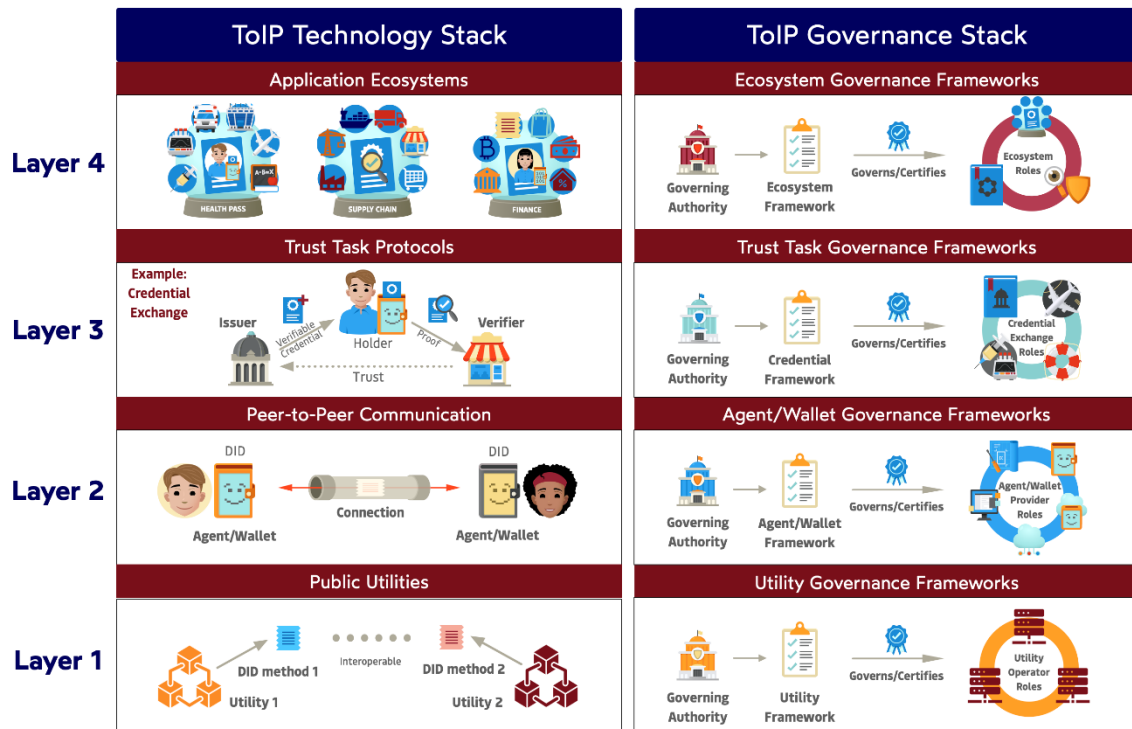 ToIP Technology Stack
ToIP Governance Stack
Application Ecosystems
Ecosystem Governance Frameworks
Layer 4
A-B=X
HEALTH PASS
SUPPLY CHAIN
FINANCE
Governing
Authority
Ecosystem
Framework
Governs/Certifies
Ecosystem
Roles
Trust Task Protocols
Trust Task Governance Frameworks
Layer 3
Example:
Credential
Exchange
Issuer
Verifiable
Credential
Holder
Proof
Verifier
Trust
Governing
Authority
Credential
Framework
Governs/Certifies
Credential
Exchange
Roles
Peer-to-Peer Communication
Agent/Wallet Governance Frameworks
Layer 2
DID
Agent/Wallet
Connection
DID
Agent/Wallet
Governing
Authority
Agent/Wallet
Framework
Governs/Certifies
Agent/Wallet
Provider
Roles
Public Utilities
Utility Governance Frameworks
Layer 1
DID method 1
Utility 1
Interoperable
DID method 2
Utility 2
Governing
Authority
Utility
Framework
Governs/Certifies
Utility
Operator
Roles